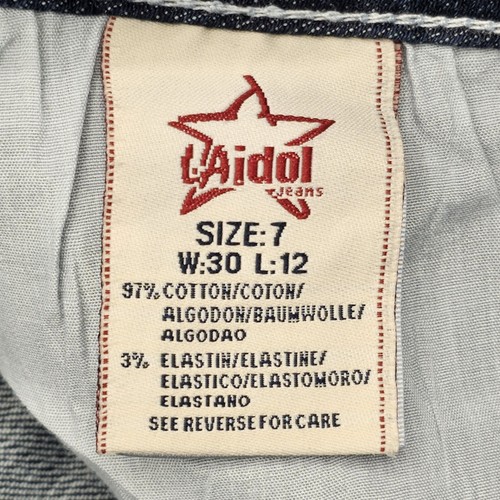 L'Aidol
jeans
SIZE: 7
W:30 L:12
97% COTTON/COTON/
ALGODON/BAUMWOLLE/
ALGODAO
3% ELASTIN/ELASTINE/
ELASTICO/ELASTOMORO/
ELASTANO
SEE REVERSE FOR CARE